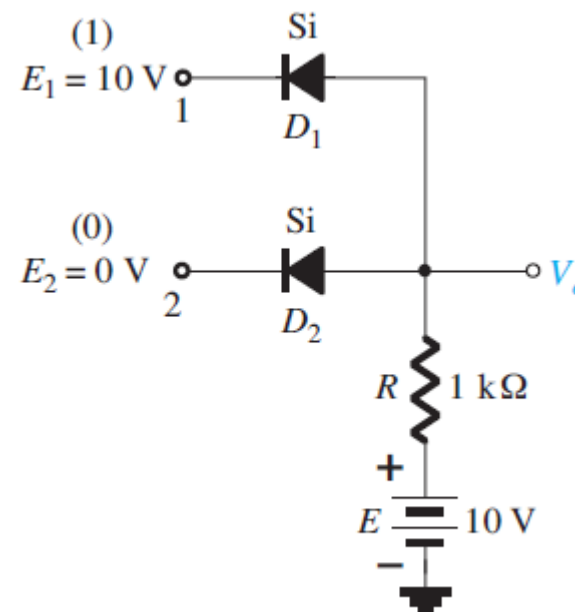 (1)
Si
E₁ = 10 V
1
D₁
(0)
Si
E₂ = 0 V
2
D₂
R 1 kΩ
+
E 10 V
−